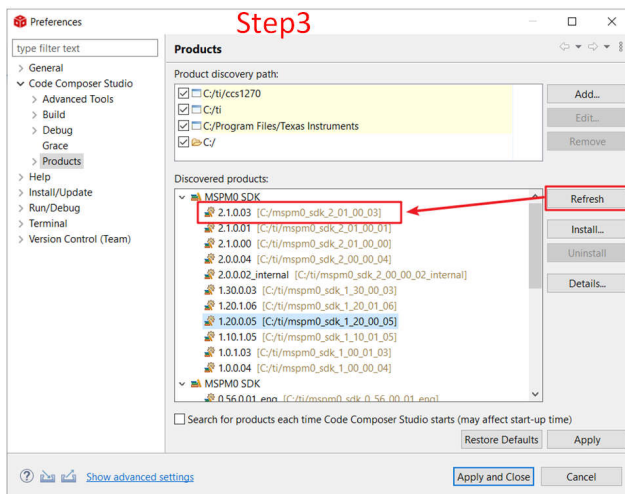 Preferences
Step3
type filter text
Products
General
Code Composer Studio
Advanced Tools
Build
Debug
Grace
Products
Help
Install/Update
Run/Debug
Terminal
Version Control (Team)
Product discovery path:
C:/ti/ccs1270
C:/ti
C:/Program Files/Texas Instruments
C:/
Add...
Edit...
Remove
Discovered products:
MSPM0 SDK
2.1.0.03 [C:/mspm0_sdk_2_01_00_03]
2.1.0.01 [C:/ti/mspm0_sdk_2_01_00_01]
2.1.0.00 [C:/ti/mspm0_sdk_2_01_00_00]
2.0.0.04 [C:/ti/mspm0_sdk_2_00_00_04]
2.0.0.02_internal [C:/ti/mspm0_sdk_2_00_00_02_internal]
1.30.0.03 [C:/ti/mspm0_sdk_1_30_00_03]
1.20.1.06 [C:/ti/mspm0_sdk_1_20_01_06]
1.20.0.05 [C:/ti/mspm0_sdk_1_20_00_05]
1.10.1.05 [C:/ti/mspm0_sdk_1_10_01_05]
1.0.1.03 [C:/ti/mspm0_sdk_1_00_01_03]
1.0.0.04 [C:/ti/mspm0_sdk_1_00_00_04]
MSPM0 SDK
0.56.0.01_eng [C:/ti/mspm0_sdk_0_56_00_01_eng]
Refresh
Install...
Uninstall
Details...
Search for products each time Code Composer Studio starts (may affect start-up time)
Restore Defaults
Apply
Show advanced settings
Apply and Close
Cancel